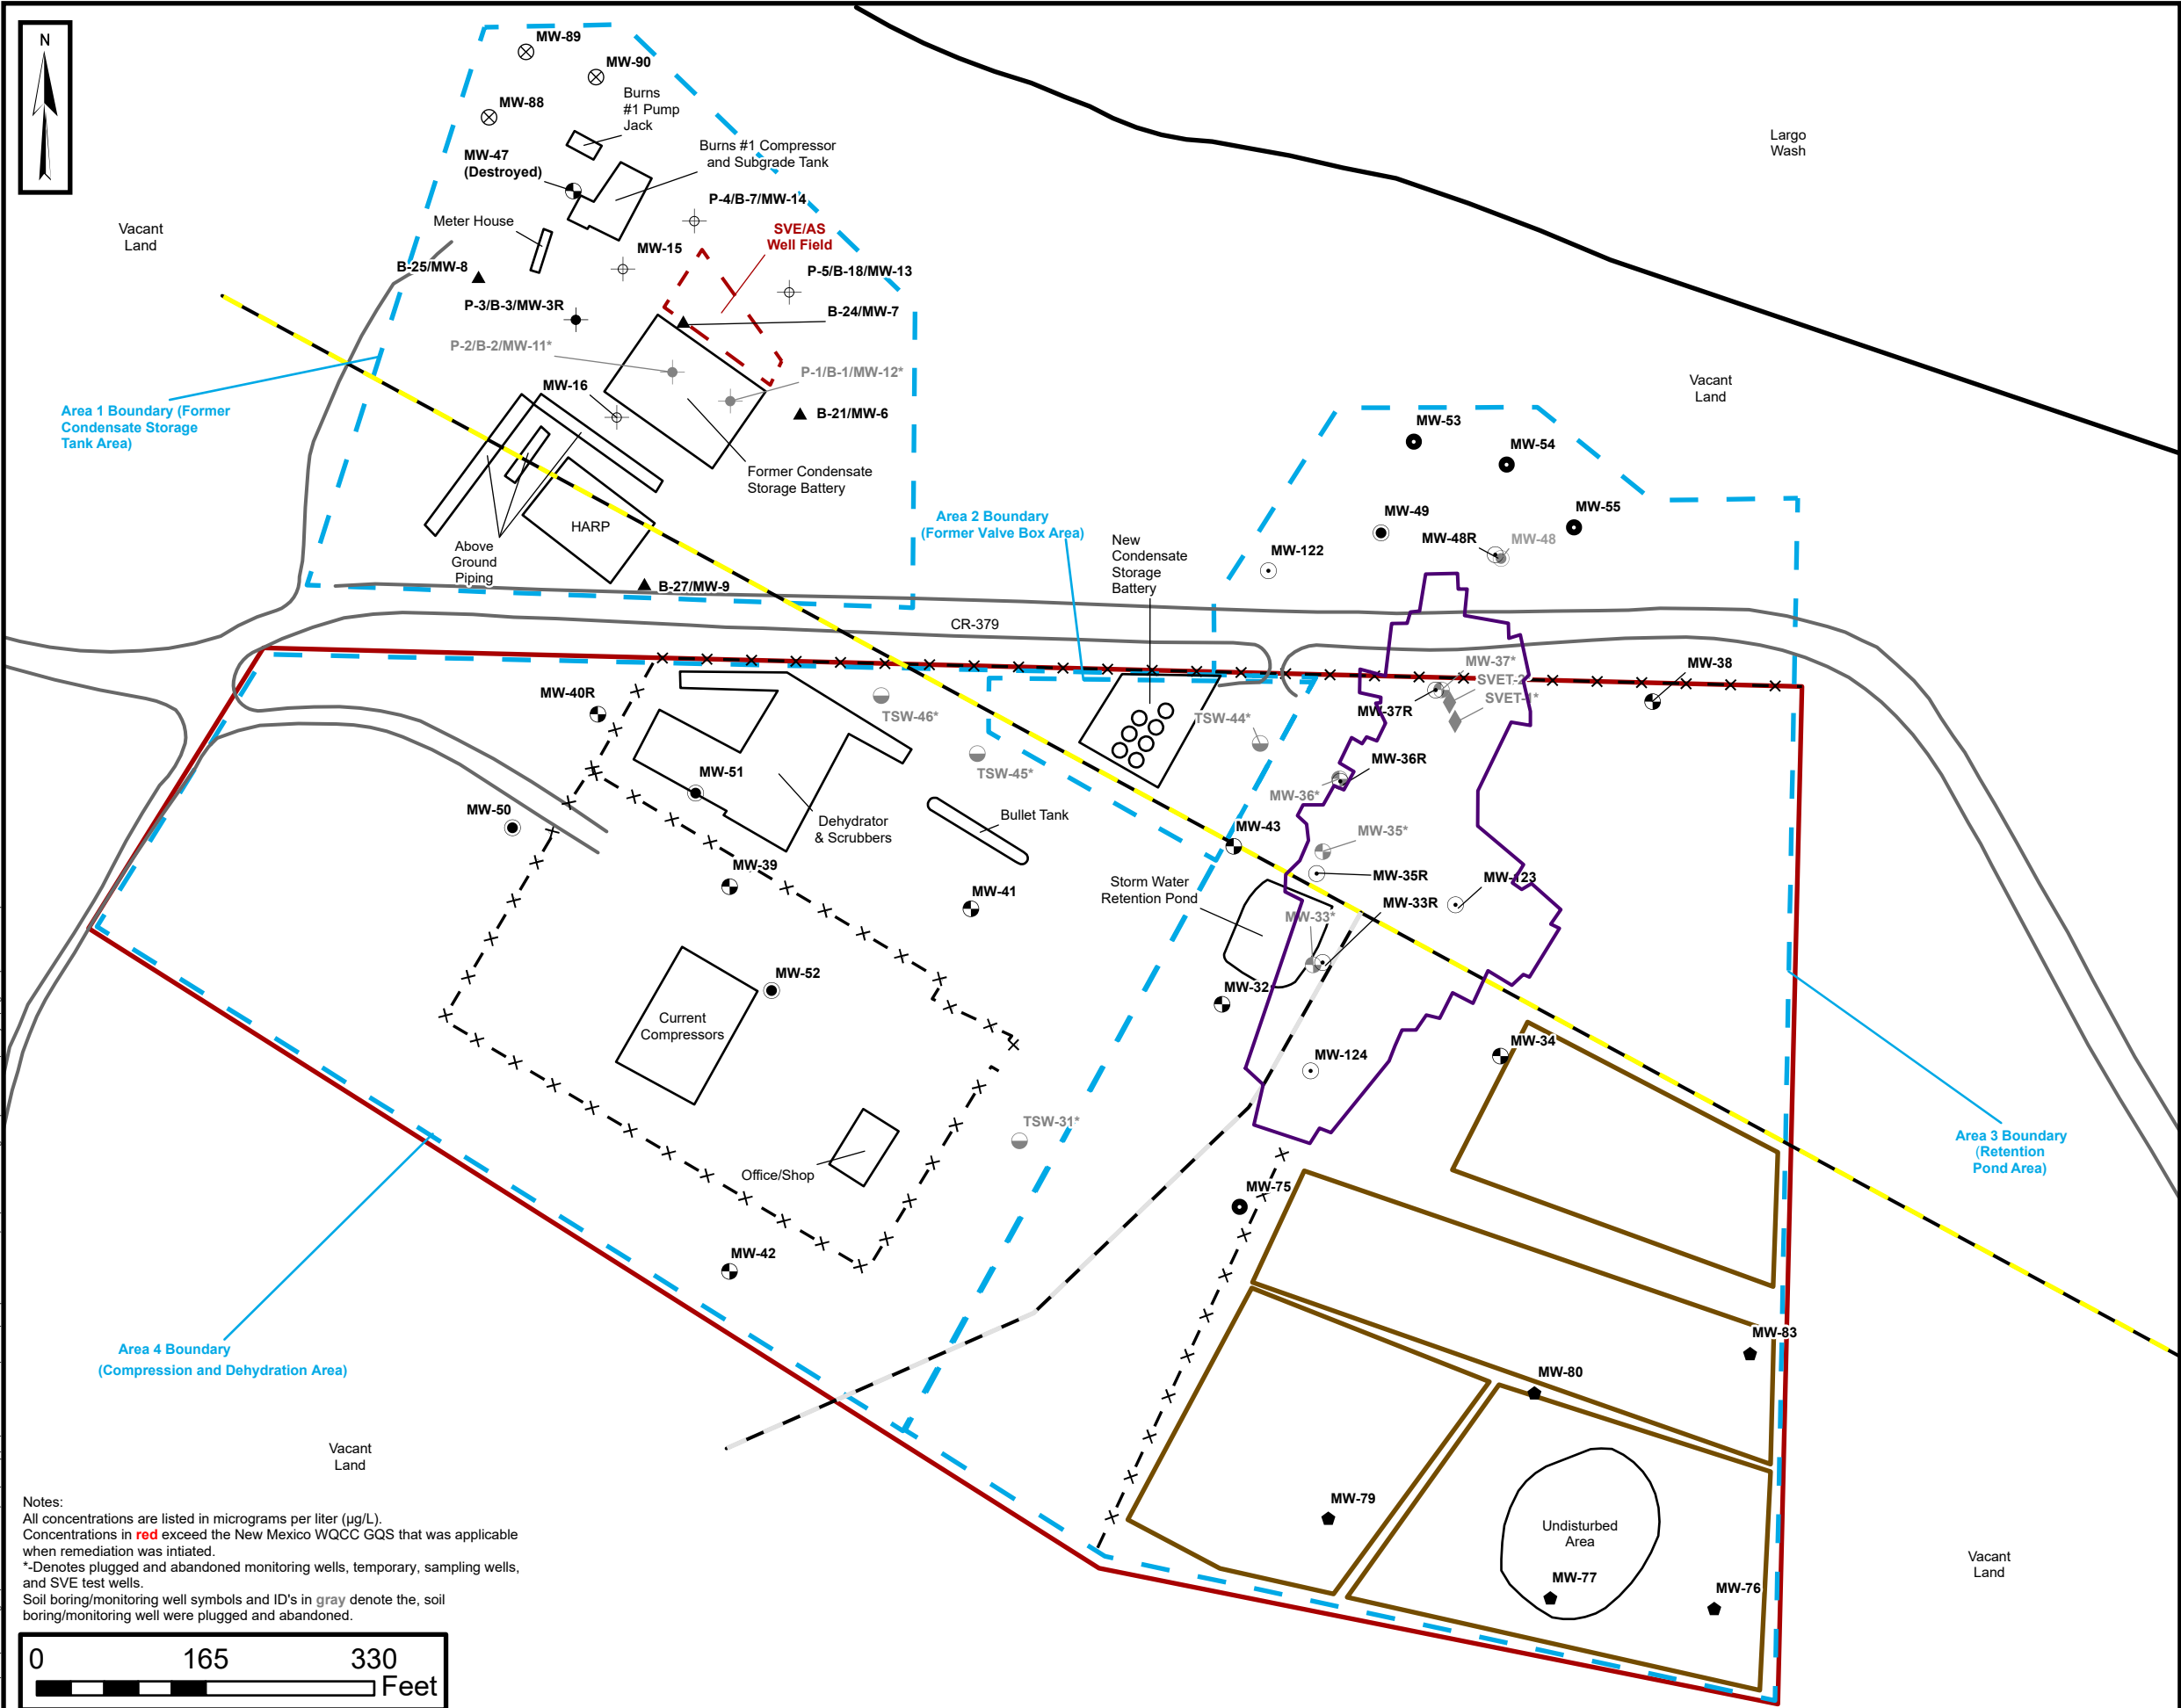 N
MW-89
MW-90
Burns
#1 Pump
Jack
MW-88
Burns #1 Compressor
and Subgrade Tank
MW-47
(Destroyed)
Largo
Wash
P-4/B-7/MW-14
Meter House
Vacant
Land
SVE/AS
Well Field
MW-15
B-25/MW-8
P-5/B-18/MW-13
P-3/B-3/MW-3R
B-24/MW-7
P-2/B-2/MW-11*
P-1/B-1/MW-12*
MW-16
B-21/MW-6
Area 1 Boundary (Former
Condensate Storage
Tank Area)
Vacant
Land
MW-53
MW-54
Former Condensate
Storage Battery
HARP
Above
Ground
Piping
Area 2 Boundary
(Former Valve Box Area)
New
Condensate
Storage
Battery
MW-49
MW-55
MW-48R
MW-48
MW-122
B-27/MW-9
CR-379
MW-37*
SVET-2
SVET-1*
MW-38
MW-40R
TSW-46*
TSW-44*
MW-37R
TSW-45*
MW-36R
MW-36*
MW-51
MW-50
Dehydrator
& Scrubbers
Bullet Tank
MW-43
MW-35*
MW-39
MW-41
Storm Water
Retention Pond
MW-35R
MW-123
MW-33R
MW-33*
MW-52
MW-32
Current
Compressors
MW-34
MW-124
TSW-31*
Office/Shop
Area 3 Boundary
(Retention
Pond Area)
MW-75
MW-42
MW-83
Area 4 Boundary
(Compression and Dehydration Area)
MW-80
Vacant
Land
MW-79
Undisturbed
Area
Vacant
Land
MW-77
MW-76
Notes:
All concentrations are listed in micrograms per liter (µg/L).
Concentrations in red exceed the New Mexico WQCC GQS that was applicable
when remediation was intiated.
*-Denotes plugged and abandoned monitoring wells, temporary, sampling wells,
and SVE test wells.
Soil boring/monitoring well symbols and ID's in gray denote the, soil
boring/monitoring well were plugged and abandoned.
0 165 330
Feet